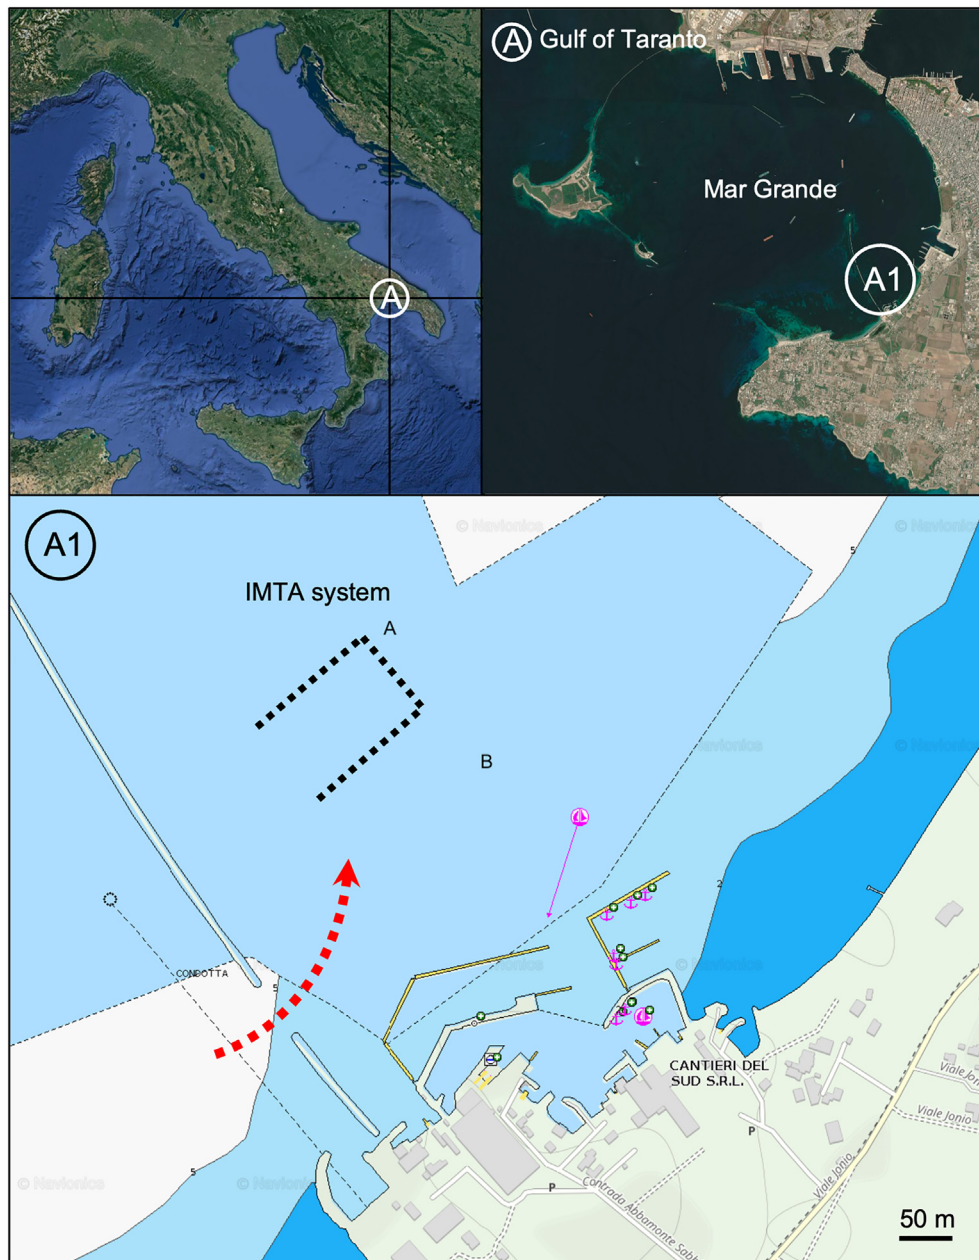 A
A Gulf of Taranto
Mar Grande
A1
A1
© Navionics
© Navionics
5
IMTA system
A
© Navionics
B
2
CONDOTTA
5
© Navionics
© Navionics
CANTIERI DEL
SUD S.R.L.
Viale Jonio
P
Viale Jonio
5
© Navionics
© Navionics
P
Contrada Abbamonte Sabb
Viale Jonio
50 m